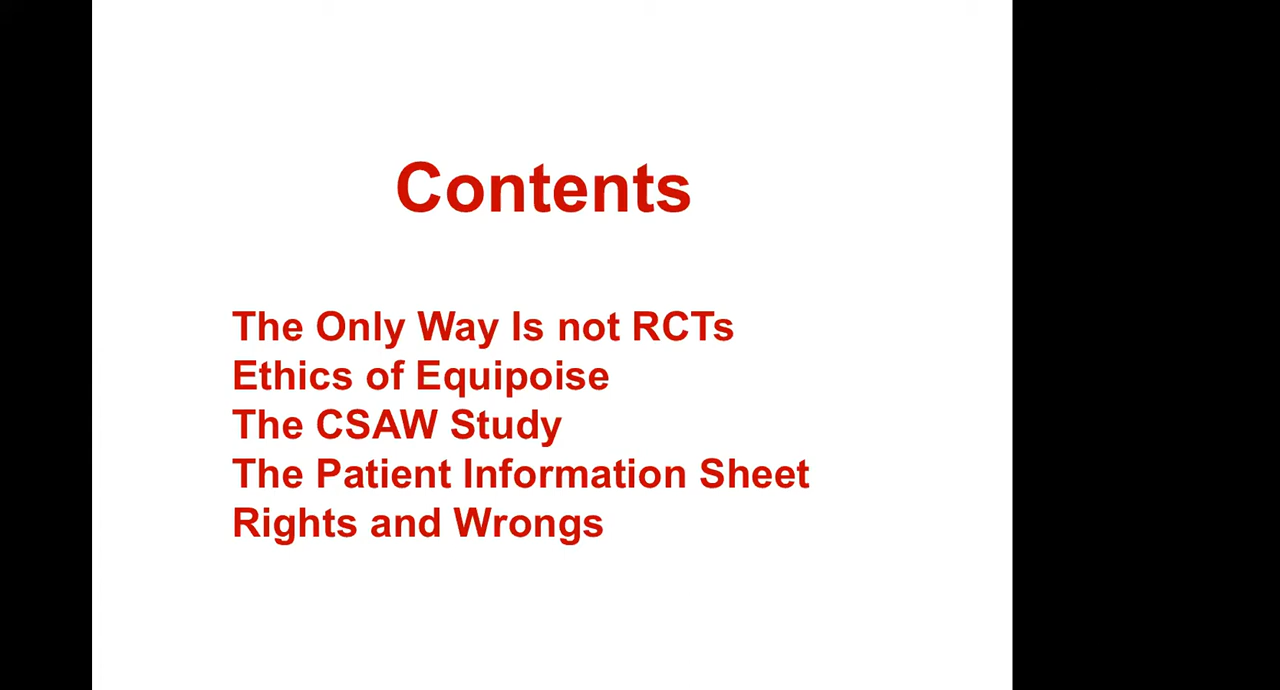 Contents
The Only Way Is not RCTs
Ethics of Equipoise
The CSAW Study
The Patient Information Sheet
Rights and Wrongs